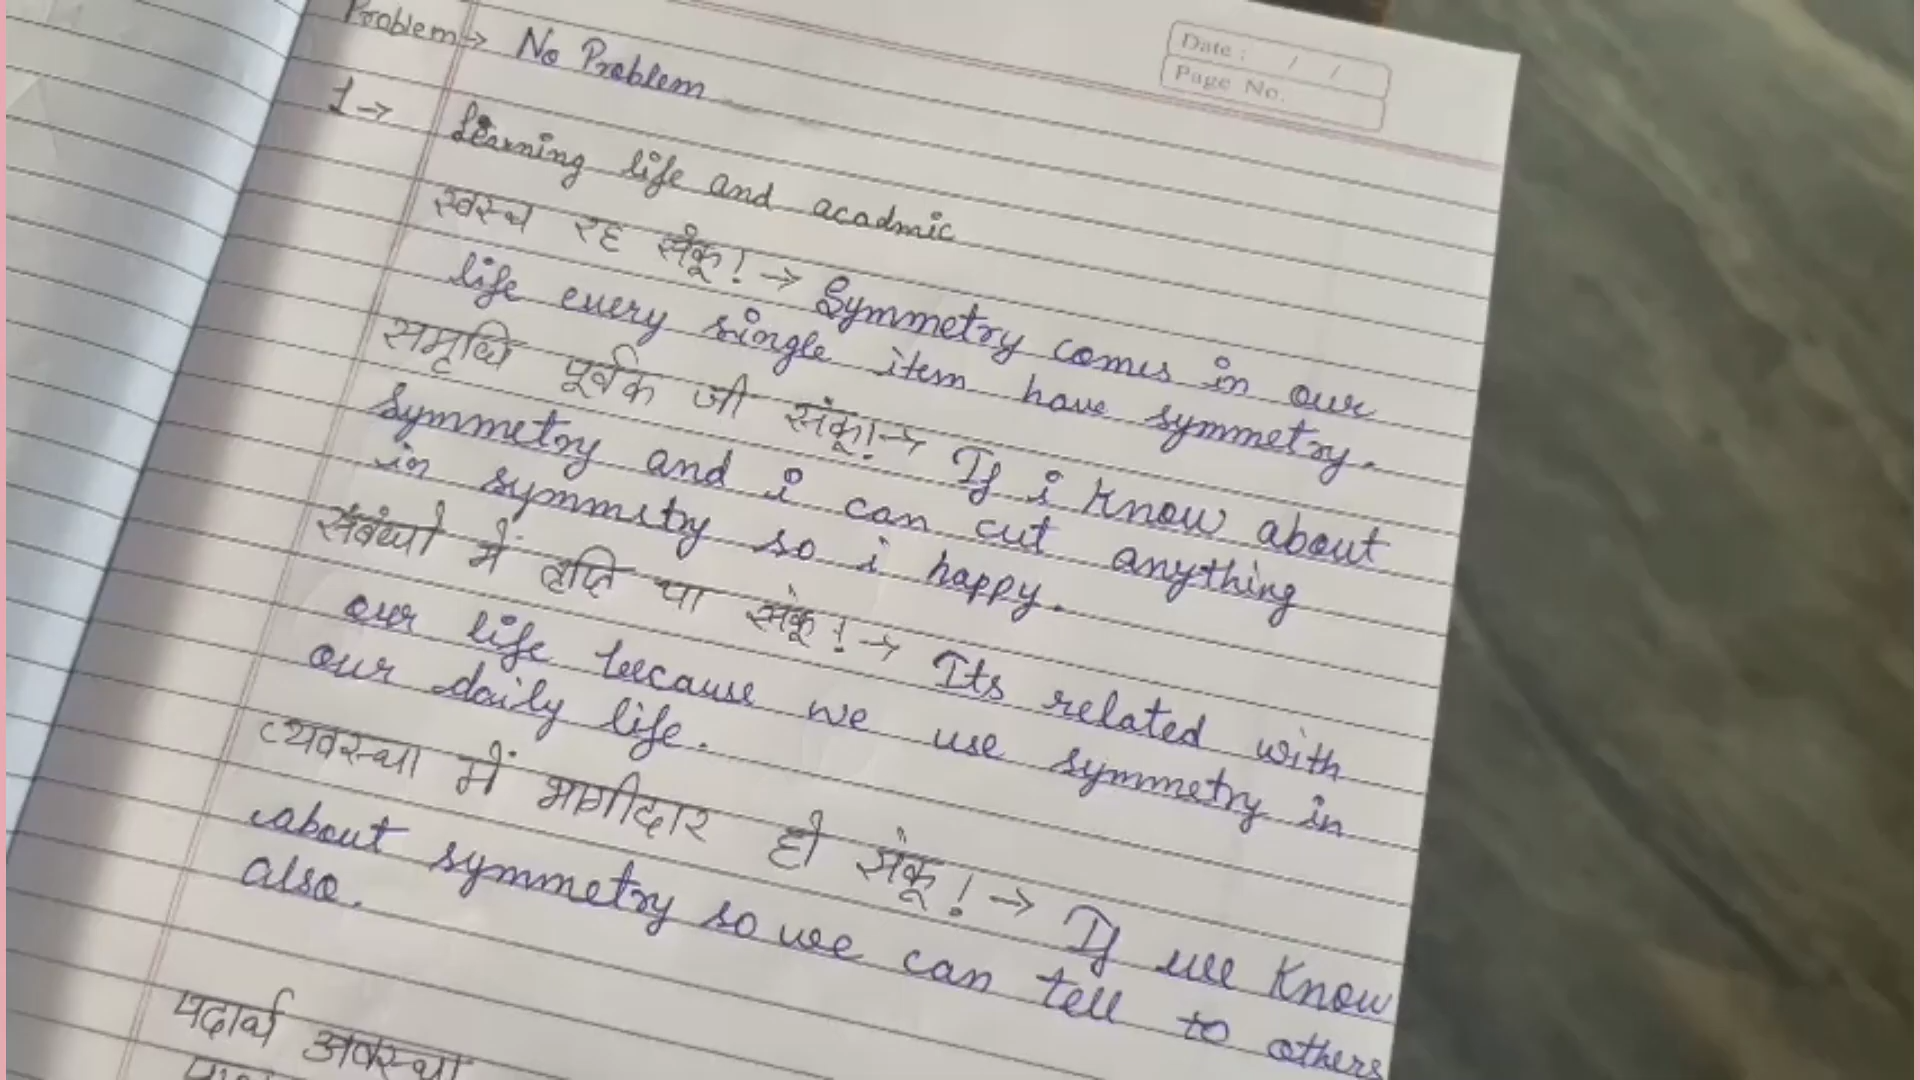 Problem → No Problem
Date : / /
Page No.
1 → Learning life and acadmic
स्वस्थ रह सकूँ! → Symmetry comes in our
life every single item have symmetry.
समृधि पूर्वक जी सकूँ! → If i know about
symmetry and i can cut anything
in symmetry so i happy.
संबंधों में तृप्ति पा सकूँ! → Its related with
our life because we use symmetry in
our daily life.
व्यवस्था में भागीदार हो सकूँ! → If we know
about symmetry so we can tell to others
also.
पदार्थ अवस्था